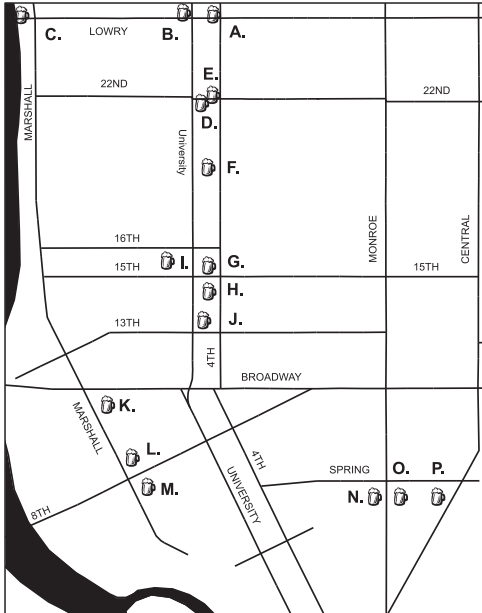 C.
LOWRY
B.
A.
E.
22ND
22ND
MARSHALL
D.
University
F.
16TH
MONROE
CENTRAL
15TH
I.
G.
15TH
H.
13TH
J.
4TH
BROADWAY
K.
MARSHALL
L.
4TH
M.
UNIVERSITY
SPRING
O.
P.
N.
8TH